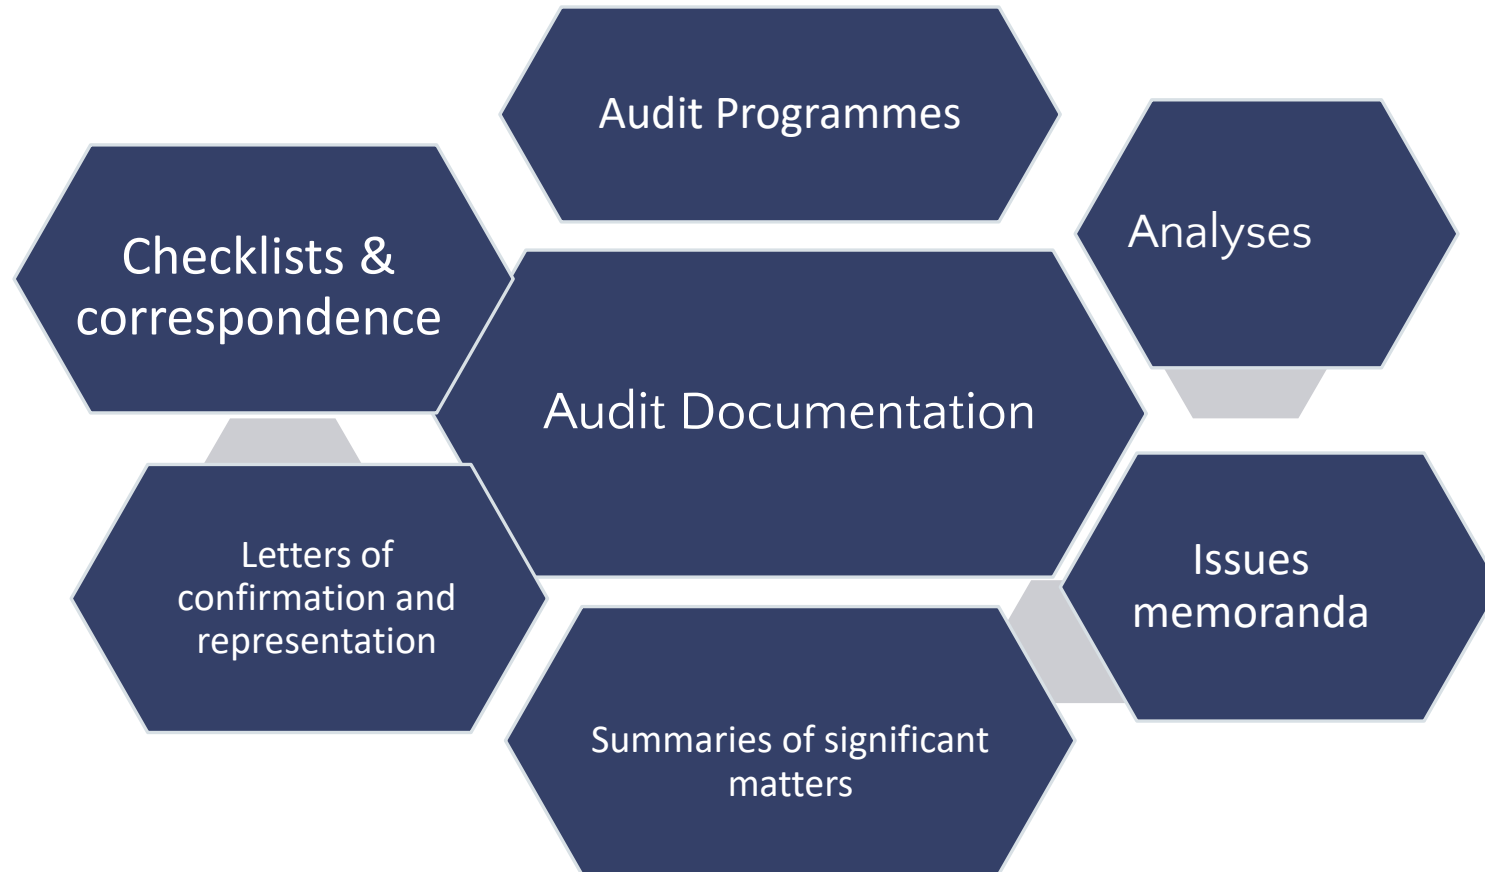 Audit Programmes
Analyses
Checklists &
correspondence
Audit Documentation
Issues
memoranda
Letters of
confirmation and
representation
Summaries of significant
matters